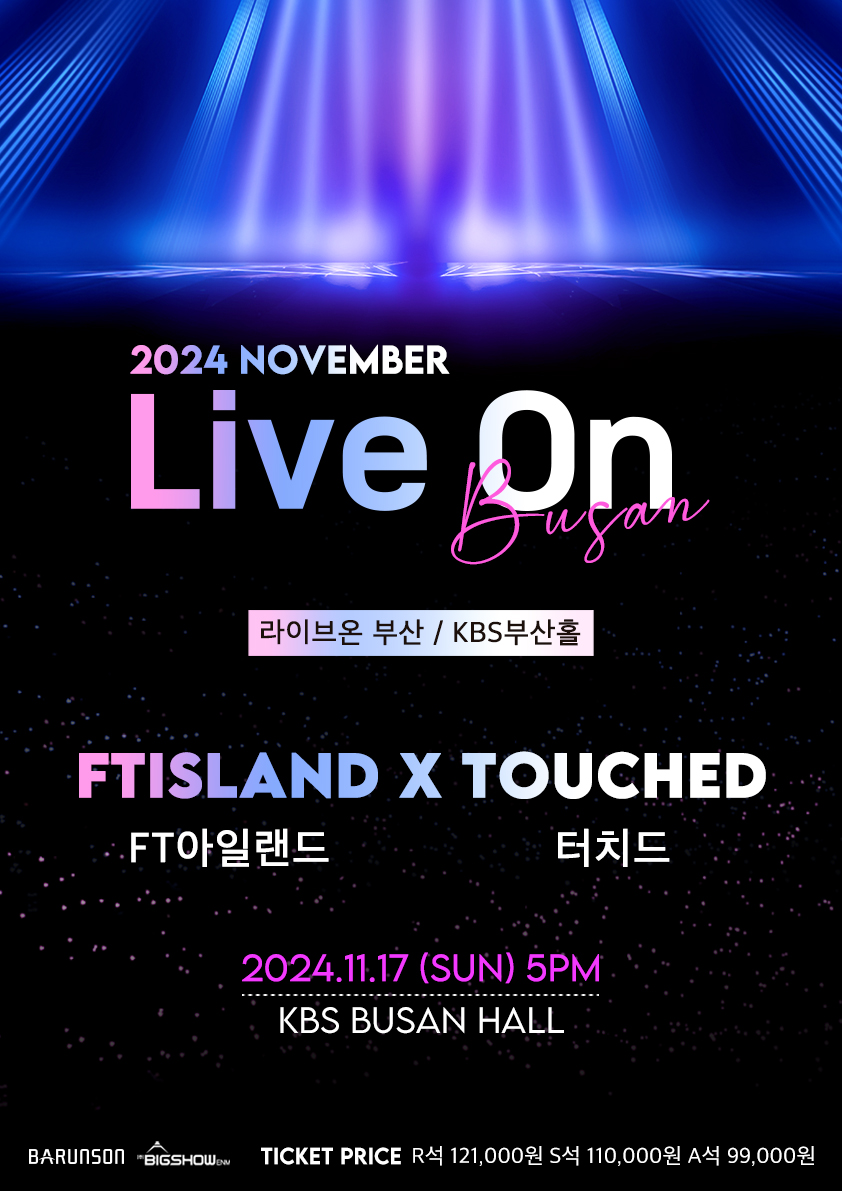 2024 NOVEMBER
Live On
Busan
라이브온 부산 / KBS부산홀
FTISLAND X TOUCHED
FT아일랜드 터치드
2024.11.17 (SUN) 5PM
KBS BUSAN HALL
BARUNSON BIGSHOW ENM TICKET PRICE R석 121,000원 S석 110,000원 A석 99,000원